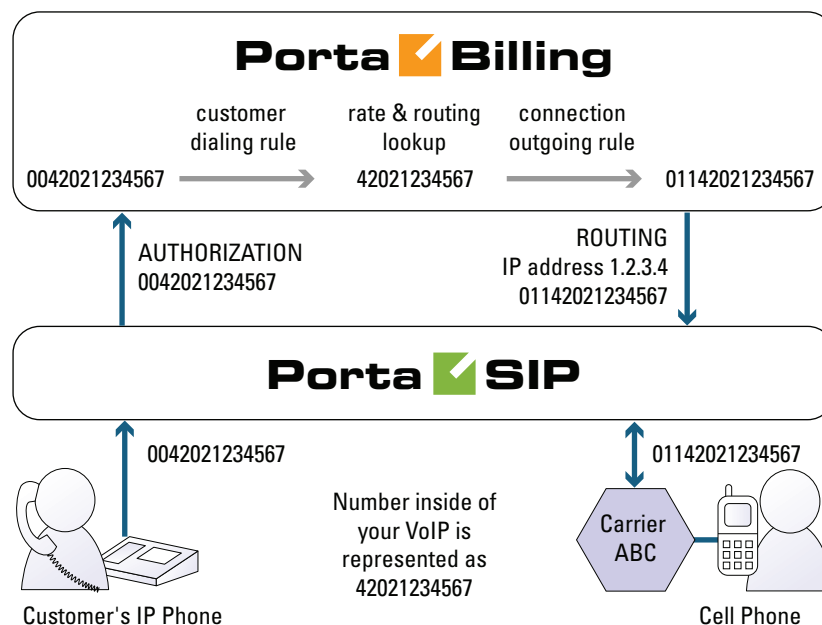 Porta Billing
customer
dialing rule
rate & routing
lookup
connection
outgoing rule
0042021234567
42021234567
01142021234567
AUTHORIZATION
0042021234567
ROUTING
IP address 1.2.3.4
01142021234567
Porta SIP
0042021234567
01142021234567
Number inside of
your VoIP is
represented as
42021234567
Carrier
ABC
Customer's IP Phone
Cell Phone